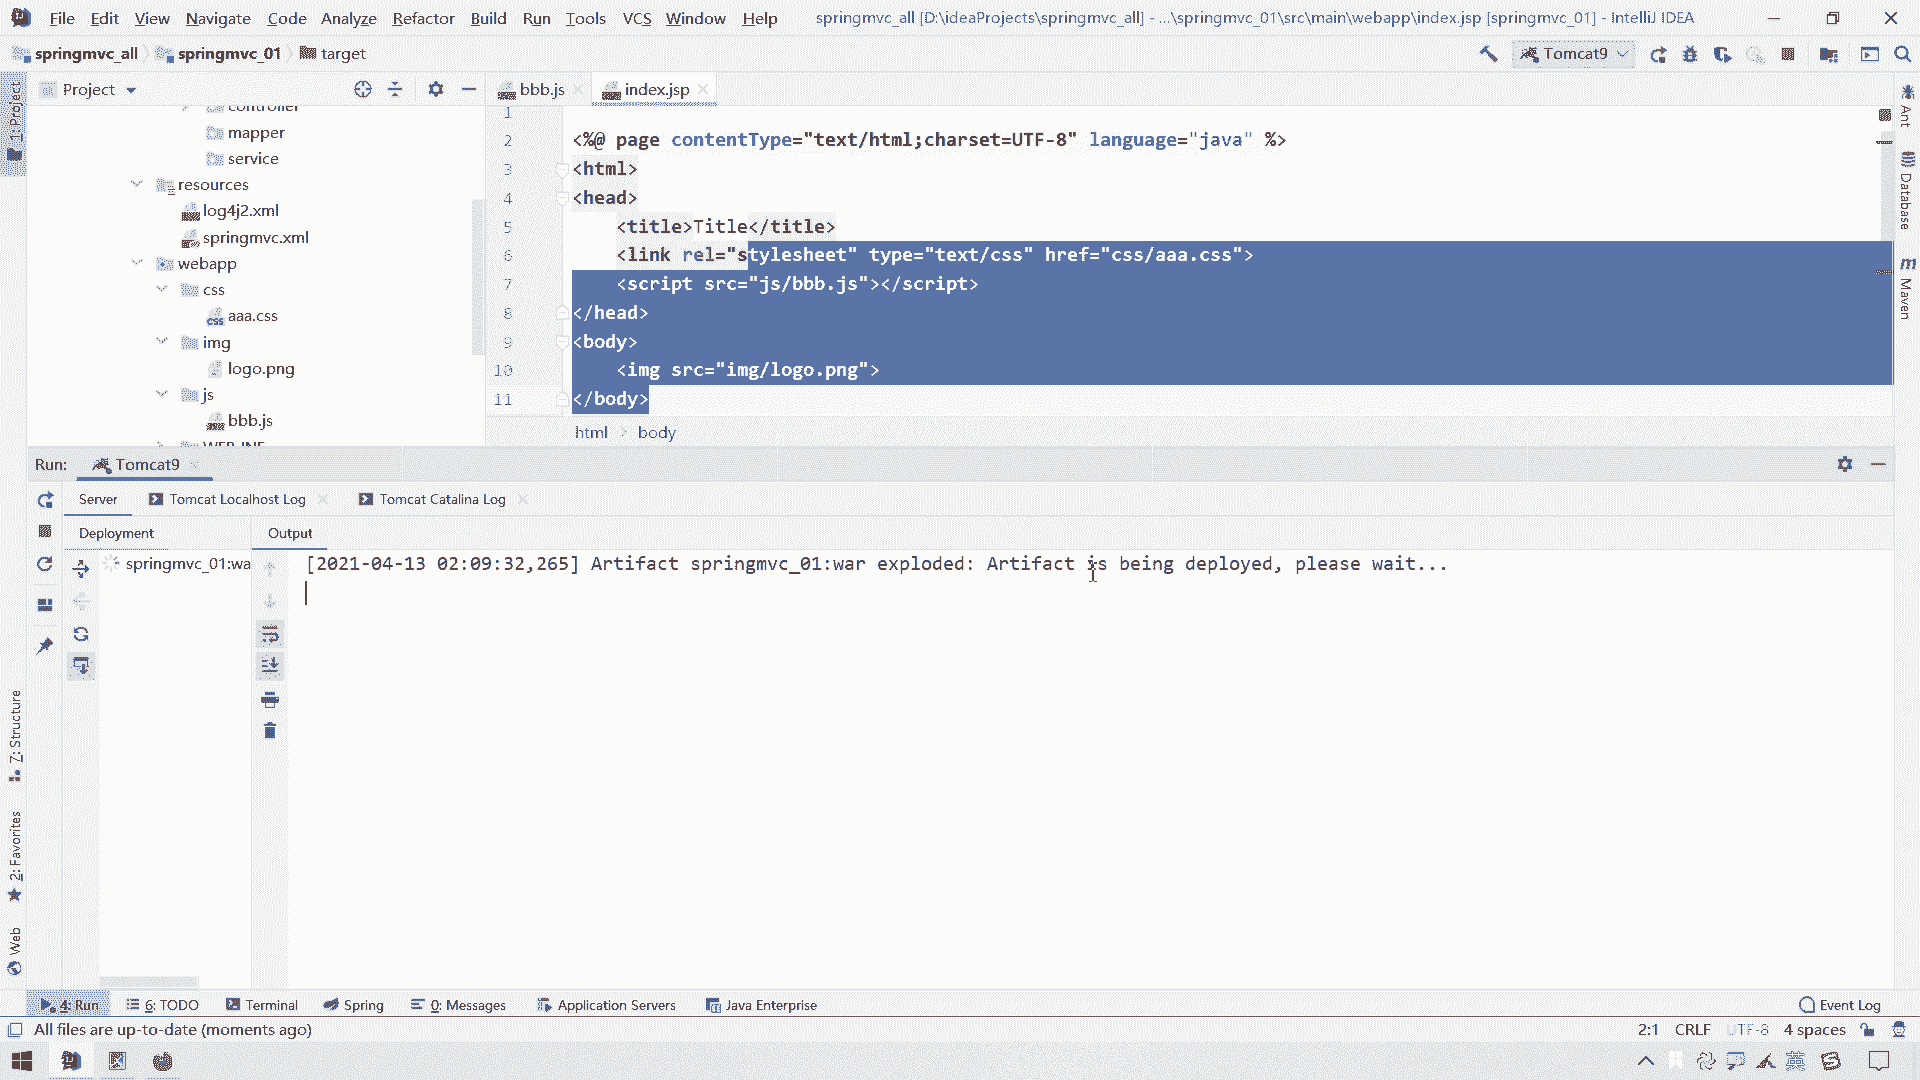 File Edit View Navigate Code Analyze Refactor Build Run Tools VCS Window Help springmvc_all [D:\ideaProjects\springmvc_all] - ...\springmvc_01\src\main\webapp\index.jsp [springmvc_01] - IntelliJ IDEA
springmvc_all springmvc_01 target Tomcat9
Project
bbb.js index.jsp
controller
mapper
service
resources
log4j2.xml
springmvc.xml
webapp
css
aaa.css
img
logo.png
js
bbb.js
WEB-INF
1
2 <%@ page contentType="text/html;charset=UTF-8" language="java" %>
3 <html>
4 <head>
5 <title>Title</title>
6 <link rel="stylesheet" type="text/css" href="css/aaa.css">
7 <script src="js/bbb.js"></script>
8 </head>
9 <body>
10 <img src="img/logo.png">
11 </body>
html body
1: Project
Ant
Database
m
Maven
Run: Tomcat9
Server Tomcat Localhost Log Tomcat Catalina Log
Deployment Output
springmvc_01:wa
[2021-04-13 02:09:32,265] Artifact springmvc_01:war exploded: Artifact is being deployed, please wait...
7: Structure
2: Favorites
Web
4: Run 6: TODO Terminal Spring 0: Messages Application Servers Java Enterprise Event Log
All files are up-to-date (moments ago) 2:1 CRLF UTF-8 4 spaces
英